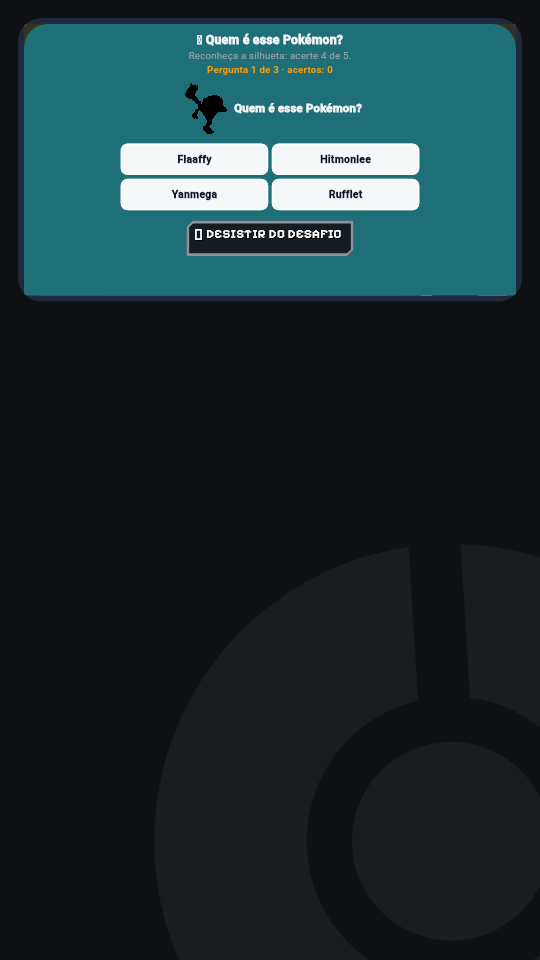 Quem é esse Pokémon?
Reconheça a silhueta: acerte 4 de 5.
Pergunta 1 de 3 · acertos: 0
Quem é esse Pokémon?
Flaaffy
Hitmonlee
Yanmega
Rufflet
DESISTIR DO DESAFIO